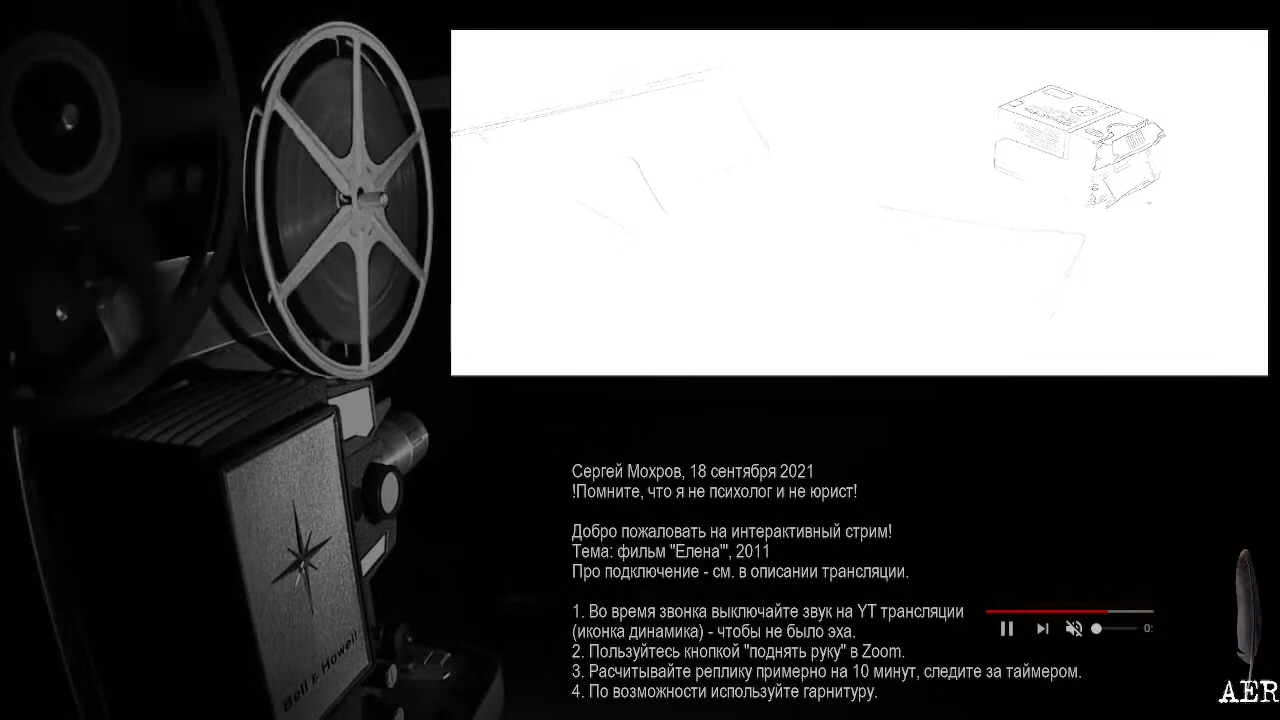 Сергей Мохров, 18 сентября 2021
!Помните, что я не психолог и не юрист!
Добро пожаловать на интерактивный стрим!
Тема: фильм "Елена'", 2011
Про подключение - см. в описании трансляции.
1. Во время звонка выключайте звук на YT трансляции
(иконка динамика) - чтобы не было эха.
2. Пользуйтесь кнопкой "поднять руку" в Zoom.
3. Расчитывайте реплику примерно на 10 минут, следите за таймером.
4. По возможности используйте гарнитуру.
0:
Bell & Howell
AER